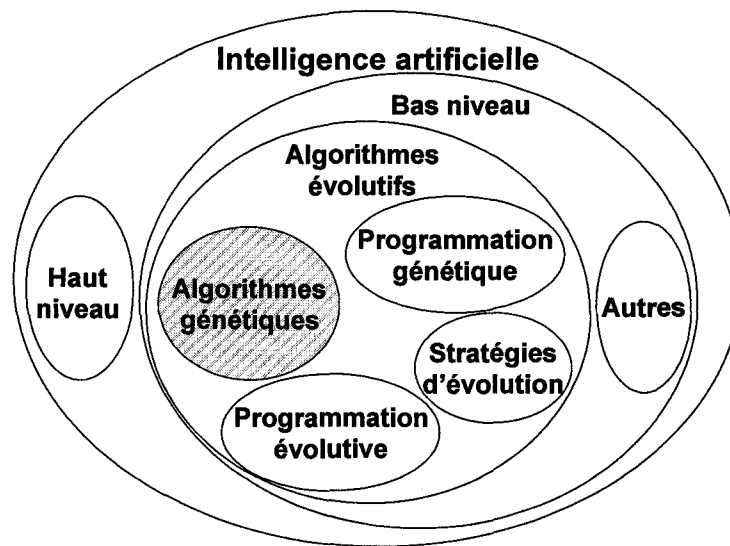 Intelligence artificielle
Bas niveau
Algorithmes
évolutifs
Programmation
génétique
Haut
niveau
Algorithmes
génétiques
Autres
Stratégies
d'évolution
Programmation
évolutive